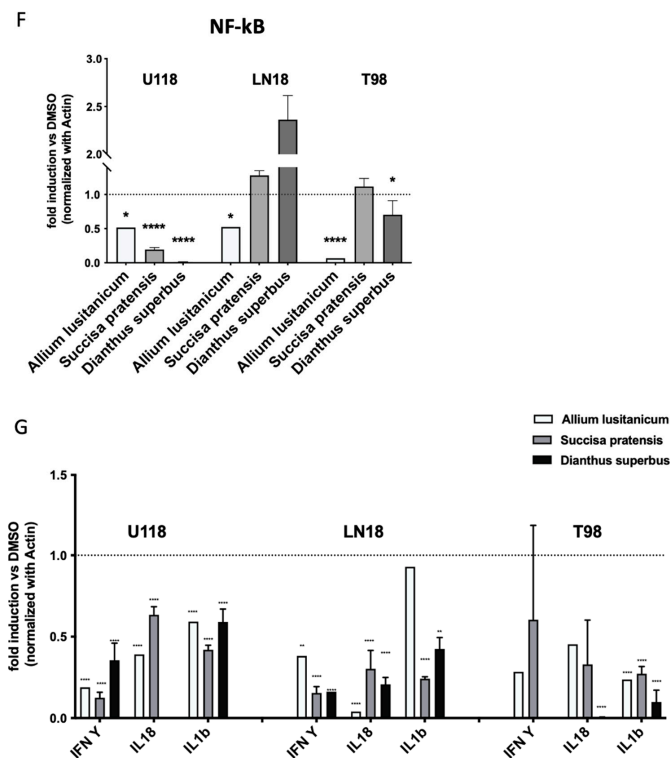 F
NF-kB
U118 LN18 T98
fold induction vs DMSO
(normalized with Actin)
2.0
2.5
3.0
0.0
0.5
1.0
* **** **** * **** *
Allium lusitanicum
Succisa pratensis
Dianthus superbus
Allium lusitanicum
Succisa pratensis
Dianthus superbus
Allium lusitanicum
Succisa pratensis
Dianthus superbus
G
Allium lusitanicum
Succisa pratensis
Dianthus superbus
fold induction vs DMSO
(normalized with Actin)
1.5
1.0
0.5
0.0
U118 LN18 T98
**** **** **** **** **** **** ****
** **** **** **** **** **** **
**** **** ****
IFN Y IL18 IL1b IFN Y IL18 IL1b IFN Y IL18 IL1b